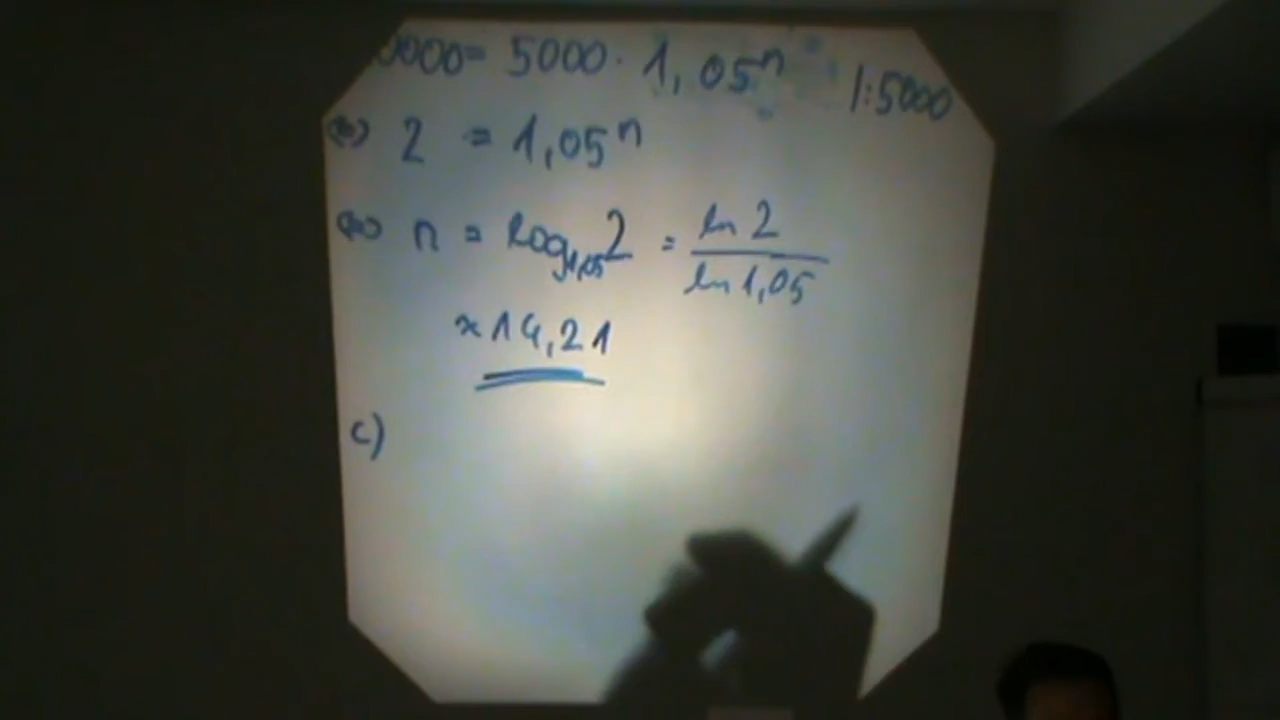 0000= 5000 · 1,05ⁿ |:5000
⇔ 2 = 1,05ⁿ
⇔ n = log₁,₀₅ 2 = ln 2 / ln 1,05
≈ 14,21
c)